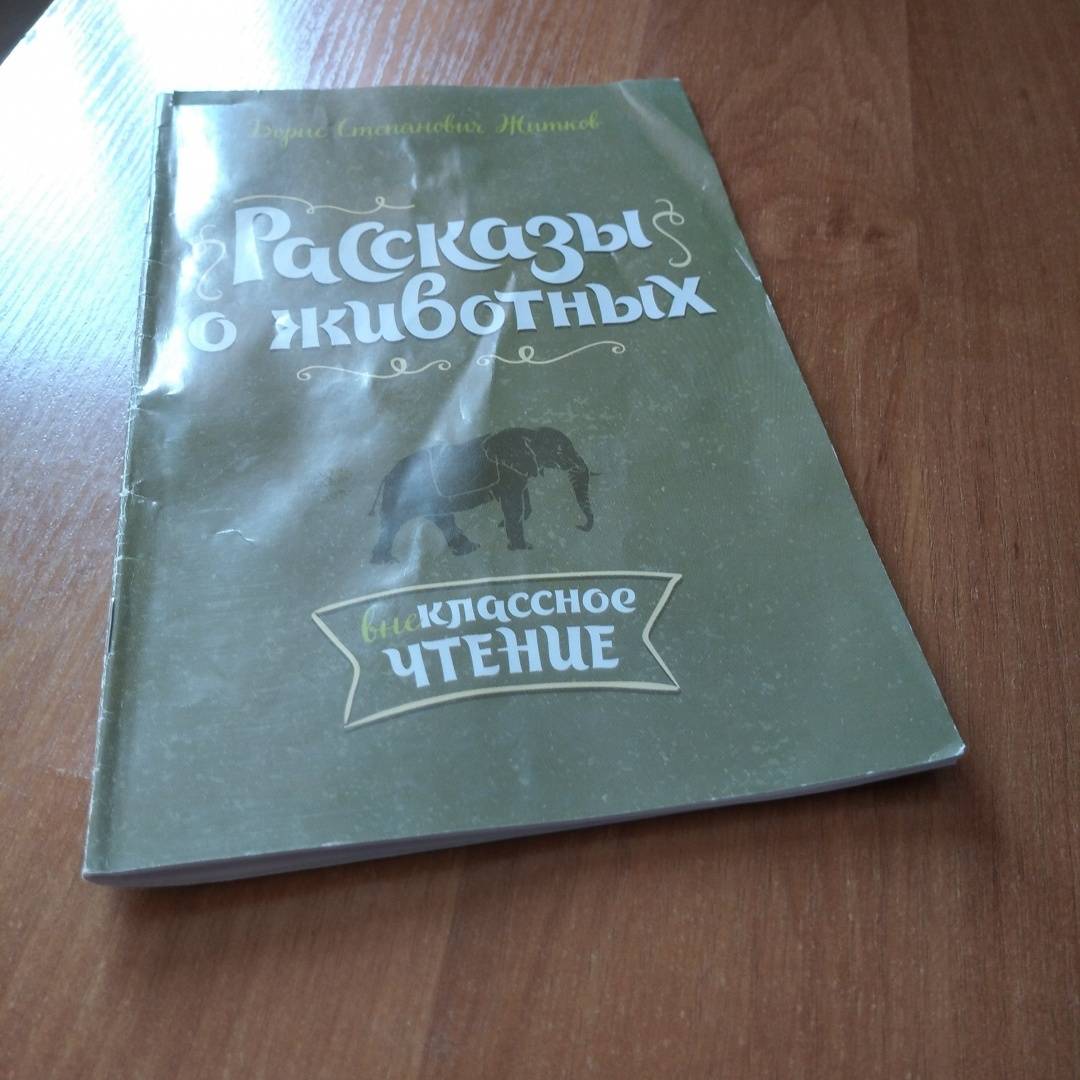 Борис Степанович Житков
Рассказы
о животных
внеклассное
ЧТЕНИЕ